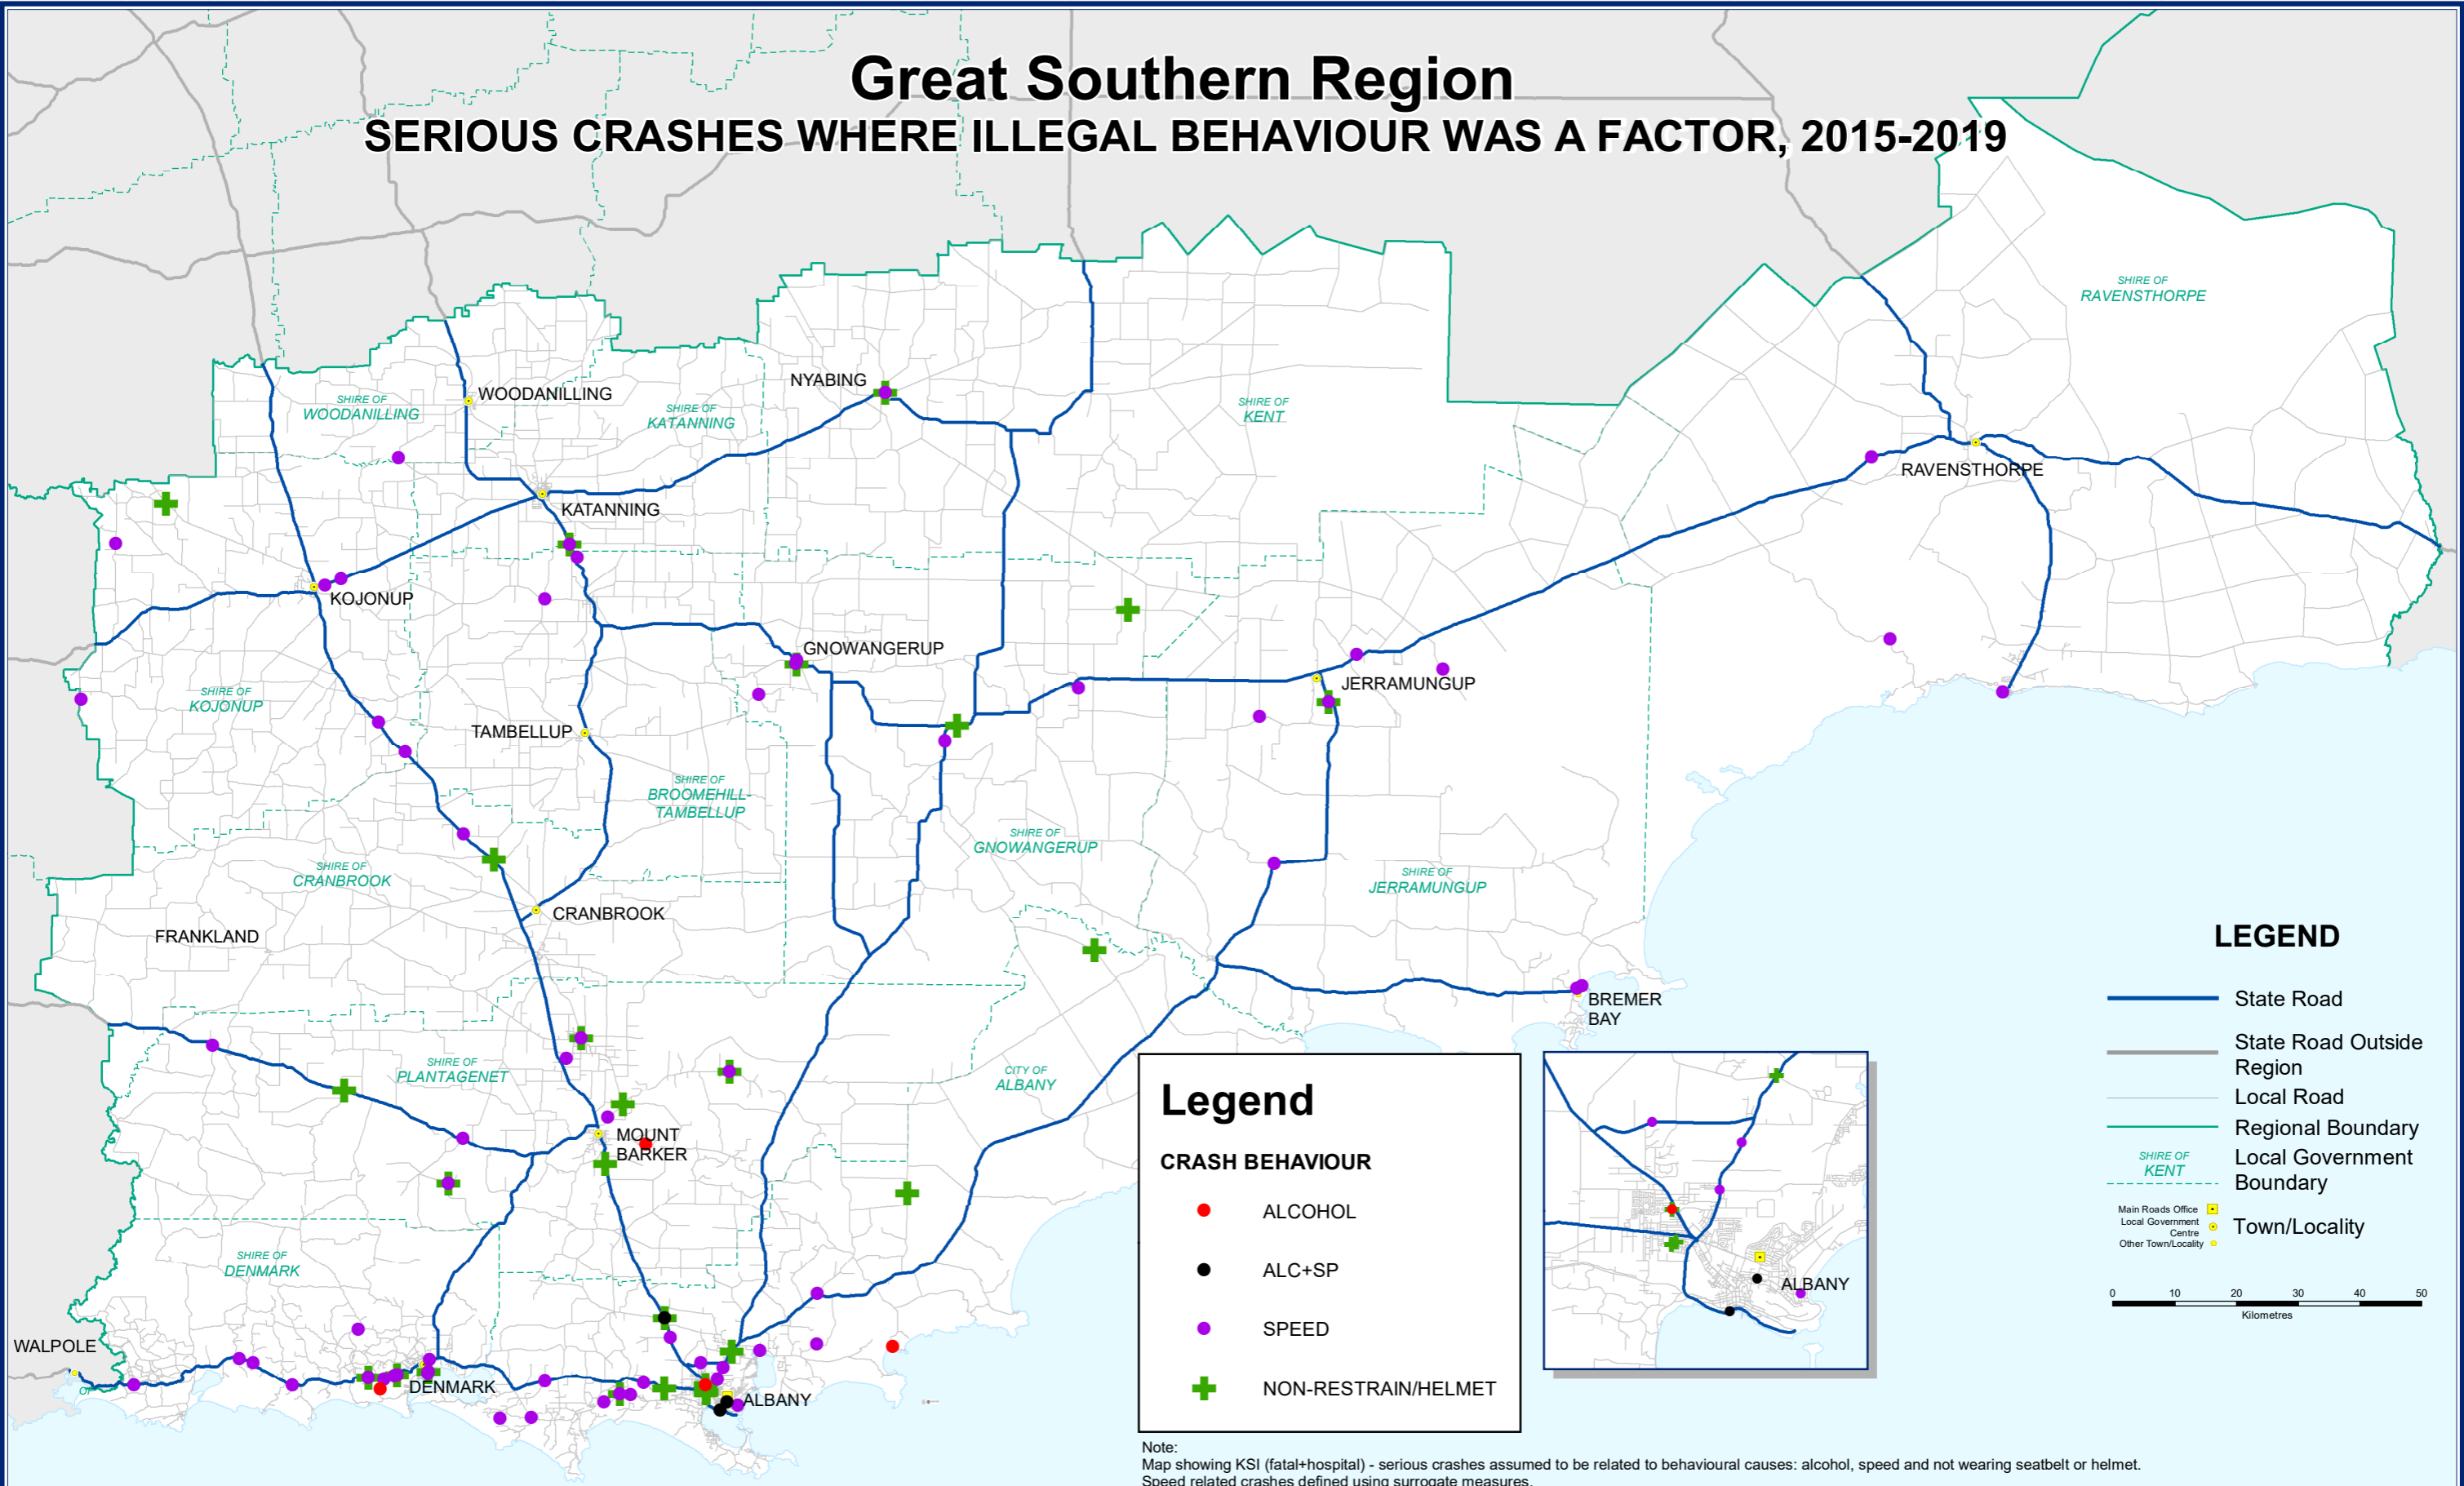 Great Southern Region
SERIOUS CRASHES WHERE ILLEGAL BEHAVIOUR WAS A FACTOR, 2015-2019
SHIRE OF
RAVENSTHORPE
NYABING
WOODANILLING
SHIRE OF
WOODANILLING
SHIRE OF
KATANNING
SHIRE OF
KENT
RAVENSTHORPE
KATANNING
KOJONUP
GNOWANGERUP
JERRAMUNGUP
SHIRE OF
KOJONUP
TAMBELLUP
SHIRE OF
BROOMEHILL-
TAMBELLUP
SHIRE OF
GNOWANGERUP
SHIRE OF
CRANBROOK
SHIRE OF
JERRAMUNGUP
CRANBROOK
FRANKLAND
BREMER
BAY
SHIRE OF
PLANTAGENET
CITY OF
ALBANY
MOUNT
BARKER
SHIRE OF
DENMARK
WALPOLE
DENMARK
ALBANY
Legend
CRASH BEHAVIOUR
ALCOHOL
ALC+SP
SPEED
NON-RESTRAIN/HELMET
ALBANY
LEGEND
State Road
State Road Outside
Region
Local Road
Regional Boundary
SHIRE OF
KENT
Local Government
Boundary
Main Roads Office
Local Government
Centre
Other Town/Locality
Town/Locality
0 10 20 30 40 50
Kilometres
Note:
Map showing KSI (fatal+hospital) - serious crashes assumed to be related to behavioural causes: alcohol, speed and not wearing seatbelt or helmet.
Speed related crashes defined using surrogate measures.